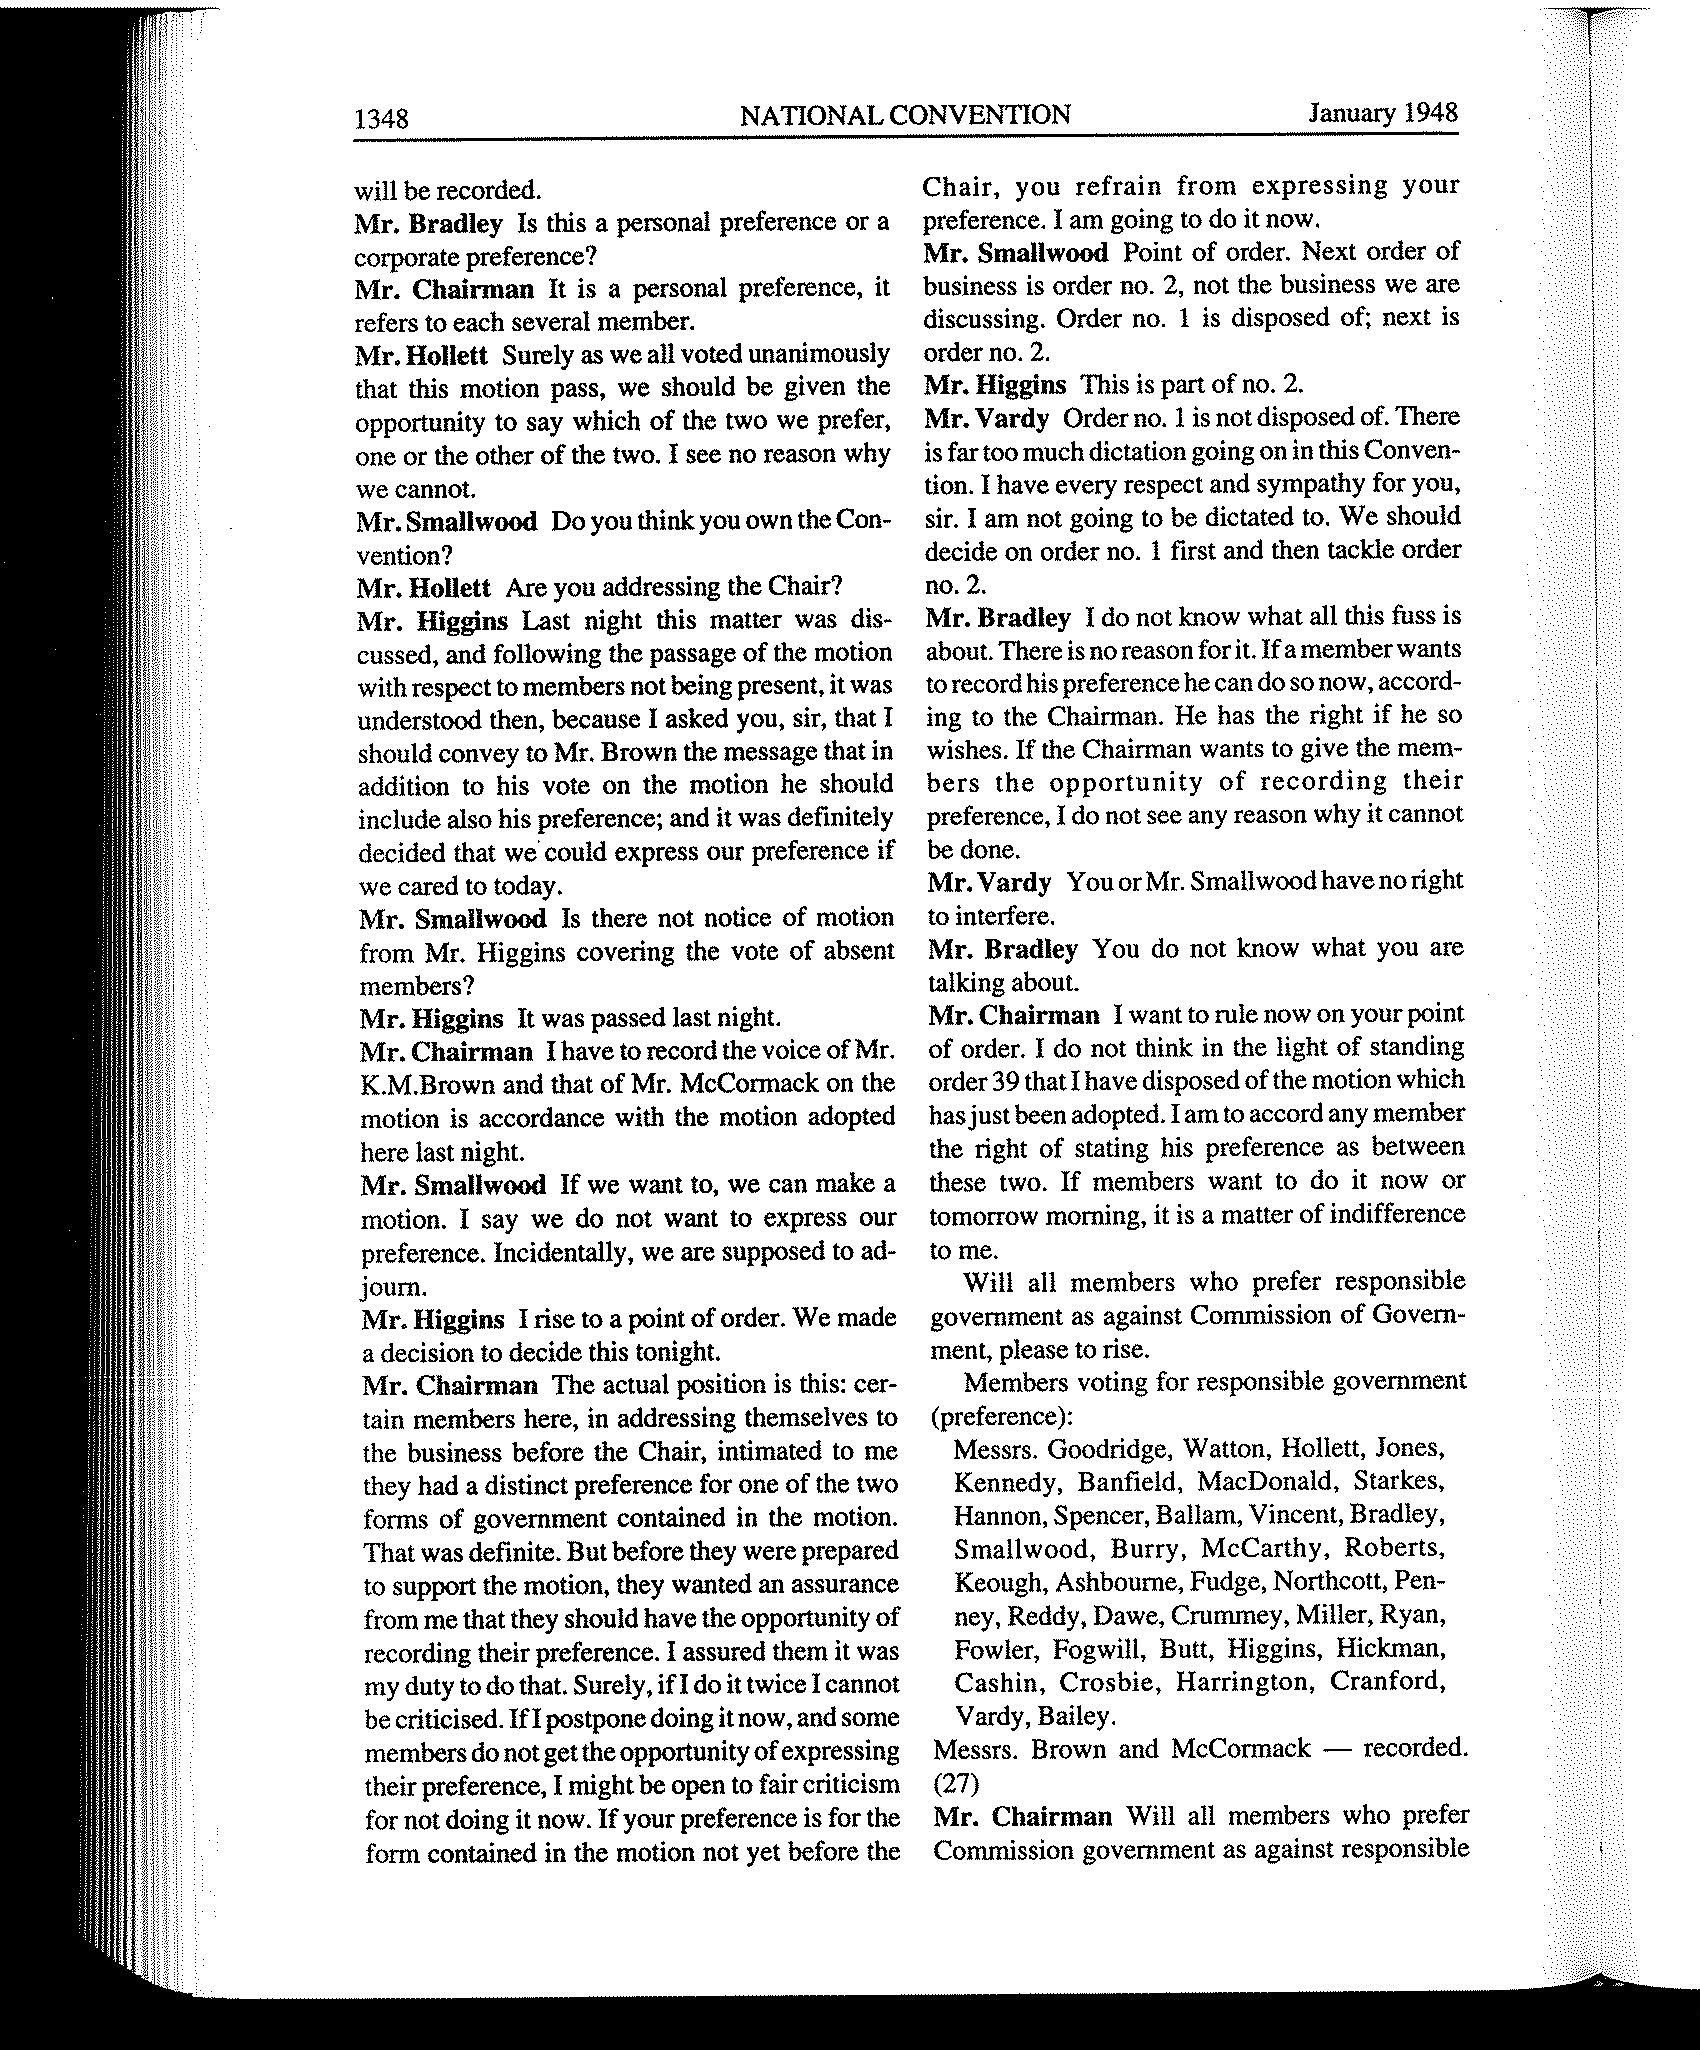 1348 NATIONAL CONVENTION January 1948
will be recorded.
Mr. Bradley Is this a personal preference or a
corporate preference?
Mr. Chairman It is a personal preference, it
refers to each several member.
Mr. Hollett Surely as we all voted unanimously
that this motion pass, we should be given the
opportunity to say which of the two we prefer,
one or the other of the two. I see no reason why
we cannot.
Mr. Smallwood Do you think you own the Con-
vention?
Mr. Hollett Are you addressing the Chair?
Mr. Higgins Last night this matter was dis-
cussed, and following the passage of the motion
with respect to members not being present, it was
understood then, because I asked you, sir, that I
should convey to Mr. Brown the message that in
addition to his vote on the motion he should
include also his preference; and it was definitely
decided that we could express our preference if
we cared to today.
Mr. Smallwood Is there not notice of motion
from Mr. Higgins covering the vote of absent
members?
Mr. Higgins It was passed last night.
Mr. Chairman I have to record the voice of Mr.
K.M.Brown and that of Mr. McCormack on the
motion is accordance with the motion adopted
here last night.
Mr. Smallwood If we want to, we can make a
motion. I say we do not want to express our
preference. Incidentally, we are supposed to ad-
journ.
Mr. Higgins I rise to a point of order. We made
a decision to decide this tonight.
Mr. Chairman The actual position is this: cer-
tain members here, in addressing themselves to
the business before the Chair, intimated to me
they had a distinct preference for one of the two
forms of government contained in the motion.
That was definite. But before they were prepared
to support the motion, they wanted an assurance
from me that they should have the opportunity of
recording their preference. I assured them it was
my duty to do that. Surely, if I do it twice I cannot
be criticised. If I postpone doing it now, and some
members do not get the opportunity of expressing
their preference, I might be open to fair criticism
for not doing it now. If your preference is for the
form contained in the motion not yet before the
Chair, you refrain from expressing your
preference. I am going to do it now.
Mr. Smallwood Point of order. Next order of
business is order no. 2, not the business we are
discussing. Order no. 1 is disposed of; next is
order no. 2.
Mr. Higgins This is part of no. 2.
Mr. Vardy Order no. 1 is not disposed of. There
is far too much dictation going on in this Conven-
tion. I have every respect and sympathy for you,
sir. I am not going to be dictated to. We should
decide on order no. 1 first and then tackle order
no. 2.
Mr. Bradley I do not know what all this fuss is
about. There is no reason for it. If a member wants
to record his preference he can do so now, accord-
ing to the Chairman. He has the right if he so
wishes. If the Chairman wants to give the mem-
bers the opportunity of recording their
preference, I do not see any reason why it cannot
be done.
Mr. Vardy You or Mr. Smallwood have no right
to interfere.
Mr. Bradley You do not know what you are
talking about.
Mr. Chairman I want to rule now on your point
of order. I do not think in the light of standing
order 39 that I have disposed of the motion which
has just been adopted. I am to accord any member
the right of stating his preference as between
these two. If members want to do it now or
tomorrow morning, it is a matter of indifference
to me.
Will all members who prefer responsible
government as against Commission of Govern-
ment, please to rise.
Members voting for responsible government
(preference):
Messrs. Goodridge, Watton, Hollett, Jones,
Kennedy, Banfield, MacDonald, Starkes,
Hannon, Spencer, Ballam, Vincent, Bradley,
Smallwood, Burry, McCarthy, Roberts,
Keough, Ashbourne, Fudge, Northcott, Pen-
ney, Reddy, Dawe, Crummey, Miller, Ryan,
Fowler, Fogwill, Butt, Higgins, Hickman,
Cashin, Crosbie, Harrington, Cranford,
Vardy, Bailey.
Messrs. Brown and McCormack — recorded.
(27)
Mr. Chairman Will all members who prefer
Commission government as against responsible